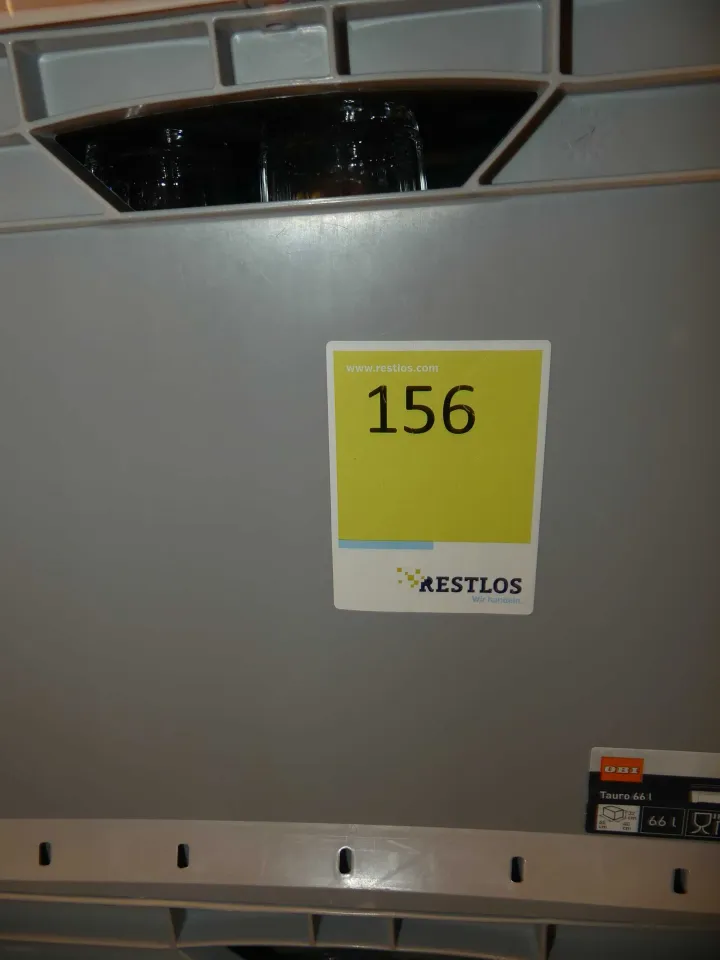 www.restlos.com
156
RESTLOS
Wir handeln.
OBI
Tauro 66 l
66 l